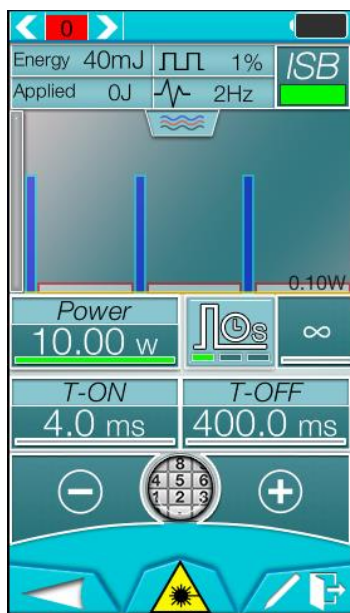 0
Energy 40mJ 1% ISB
Applied 0J 2Hz
0.10W
Power
10.00 W
s
∞
T-ON T-OFF
4.0 ms 400.0 ms
8
4 5 6
1 2 3